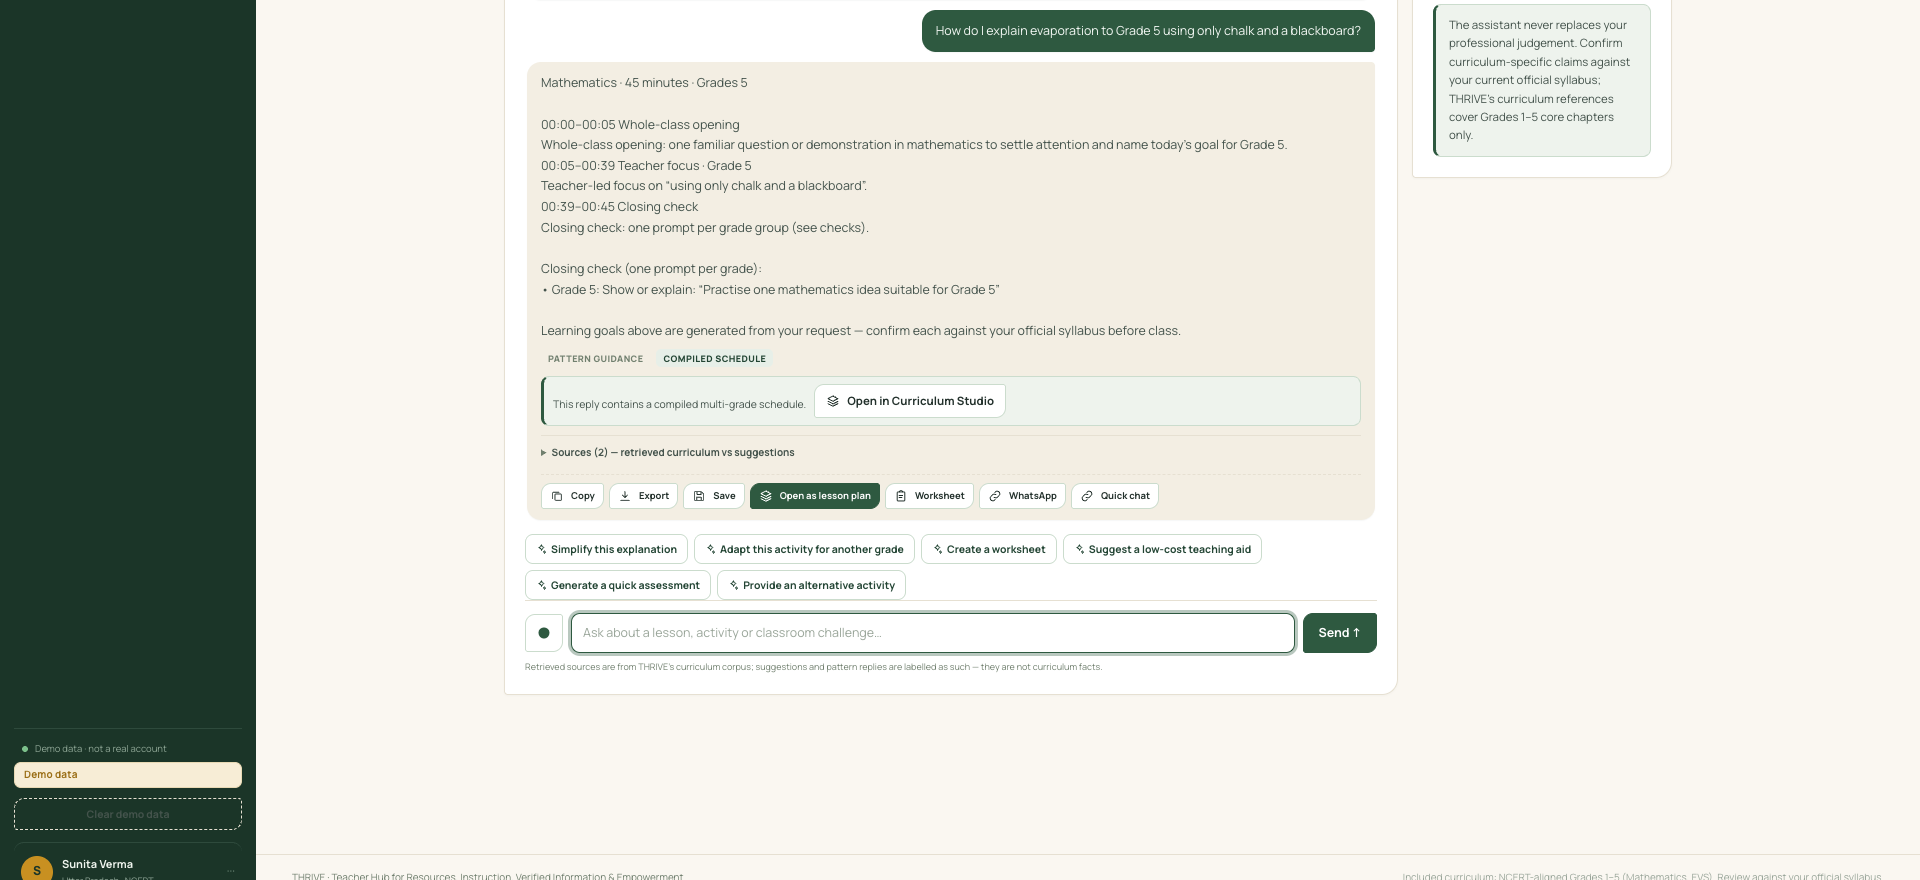 How do I explain evaporation to Grade 5 using only chalk and a blackboard?
Mathematics · 45 minutes · Grades 5
00:00–00:05 Whole-class opening
Whole-class opening: one familiar question or demonstration in mathematics to settle attention and name today's goal for Grade 5.
00:05–00:39 Teacher focus · Grade 5
Teacher-led focus on “using only chalk and a blackboard”.
00:39–00:45 Closing check
Closing check: one prompt per grade group (see checks).
Closing check (one prompt per grade):
• Grade 5: Show or explain: “Practise one mathematics idea suitable for Grade 5”
Learning goals above are generated from your request — confirm each against your official syllabus before class.
PATTERN GUIDANCE COMPILED SCHEDULE
This reply contains a compiled multi-grade schedule. Open in Curriculum Studio
Sources (2) — retrieved curriculum vs suggestions
Copy Export Save Open as lesson plan Worksheet WhatsApp Quick chat
Simplify this explanation Adapt this activity for another grade Create a worksheet Suggest a low-cost teaching aid
Generate a quick assessment Provide an alternative activity
Ask about a lesson, activity or classroom challenge...
Send ↑
Retrieved sources are from THRIVE's curriculum corpus; suggestions and pattern replies are labelled as such — they are not curriculum facts.
The assistant never replaces your
professional judgement. Confirm
curriculum-specific claims against
your current official syllabus;
THRIVE's curriculum references
cover Grades 1–5 core chapters
only.
Demo data · not a real account
Demo data
Clear demo data
S
Sunita Verma
Uttar Pradesh · NCERT
THRIVE · Teacher Hub for Resources, Instruction, Verified Information & Empowerment
Included curriculum: NCERT-aligned Grades 1–5 (Mathematics, EVS). Review against your official syllabus